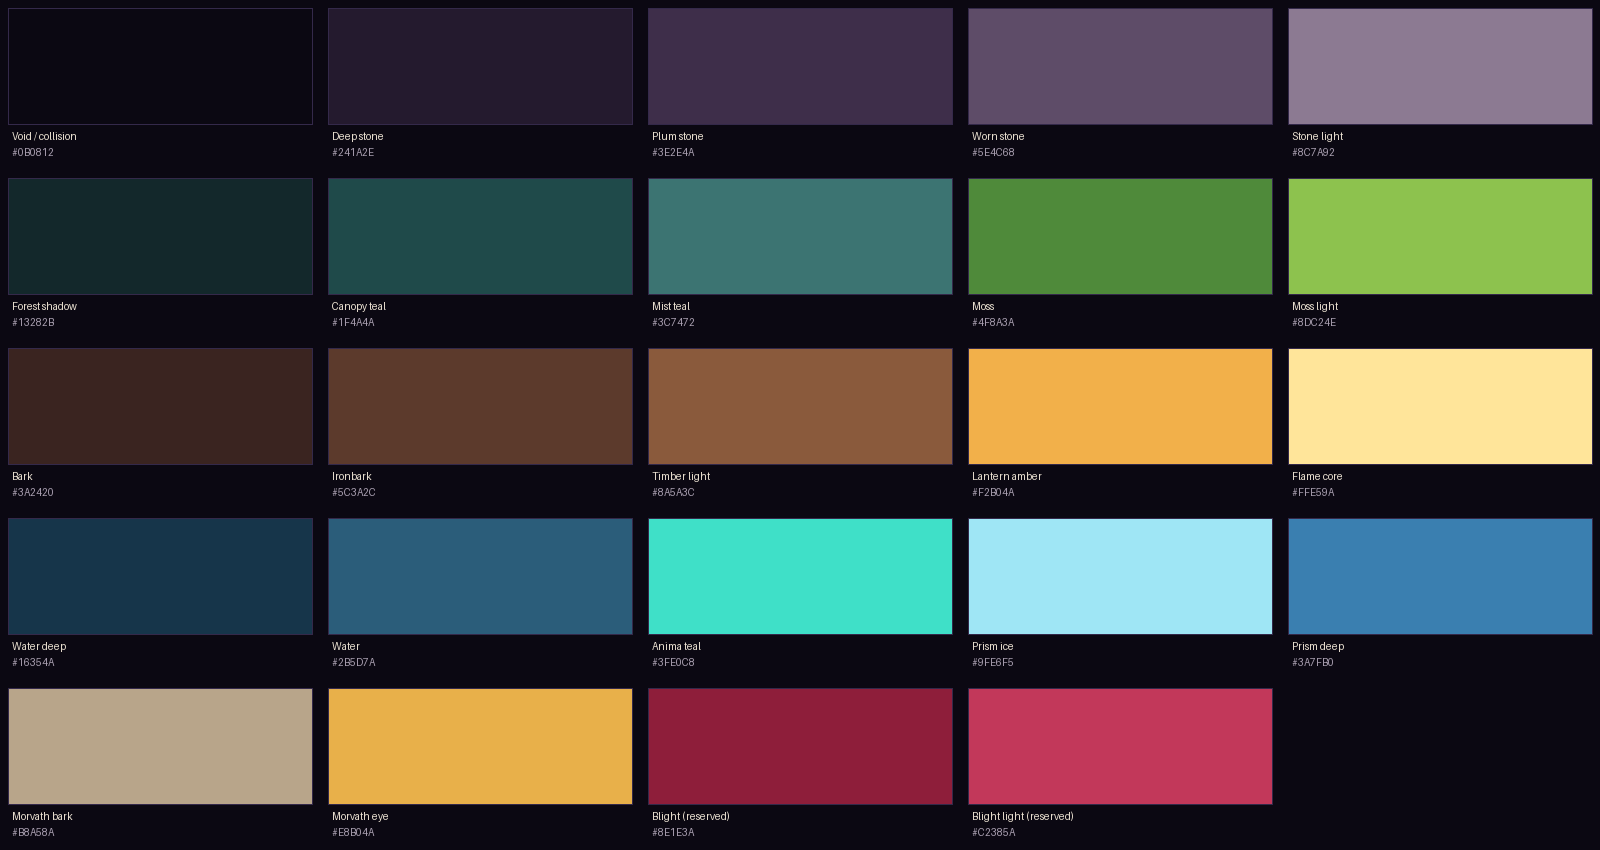 Void / collision
#0B0812
Deep stone
#241A2E
Plum stone
#3E2E4A
Worn stone
#5E4C68
Stone light
#8C7A92
Forest shadow
#13282B
Canopy teal
#1F4A4A
Mist teal
#3C7472
Moss
#4F8A3A
Moss light
#8DC24E
Bark
#3A2420
Ironbark
#5C3A2C
Timber light
#8A5A3C
Lantern amber
#F2B04A
Flame core
#FFE59A
Water deep
#16354A
Water
#2B5D7A
Anima teal
#3FE0C8
Prism ice
#9FE6F5
Prism deep
#3A7FB0
Morvath bark
#B8A58A
Morvath eye
#E8B04A
Blight (reserved)
#8E1E3A
Blight light (reserved)
#C2385A